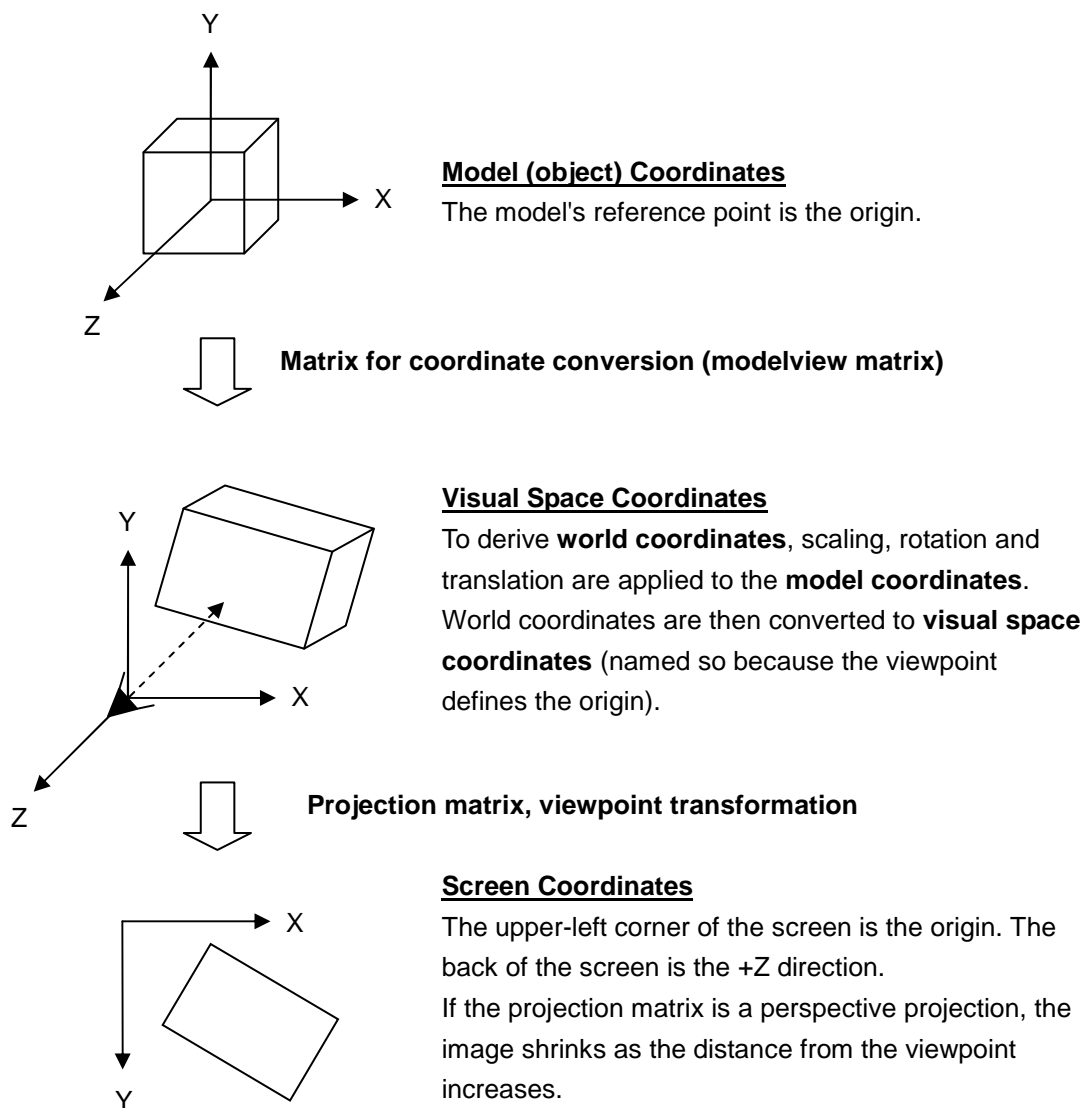 Y
X
Z
Model (object) Coordinates
The model's reference point is the origin.
Matrix for coordinate conversion (modelview matrix)
Y
X
Z
Visual Space Coordinates
To derive world coordinates, scaling, rotation and
translation are applied to the model coordinates.
World coordinates are then converted to visual space
coordinates (named so because the viewpoint
defines the origin).
Projection matrix, viewpoint transformation
X
Y
Screen Coordinates
The upper-left corner of the screen is the origin. The
back of the screen is the +Z direction.
If the projection matrix is a perspective projection, the
image shrinks as the distance from the viewpoint
increases.